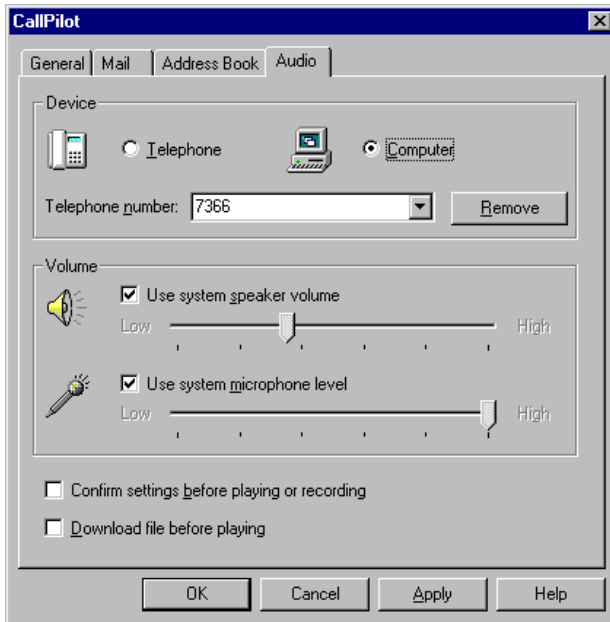 CallPilot
General Mail Address Book Audio
Device
Telephone Computer
Telephone number: 7366 Remove
Volume
Use system speaker volume
Low High
Use system microphone level
Low High
Confirm settings before playing or recording
Download file before playing
OK Cancel Apply Help